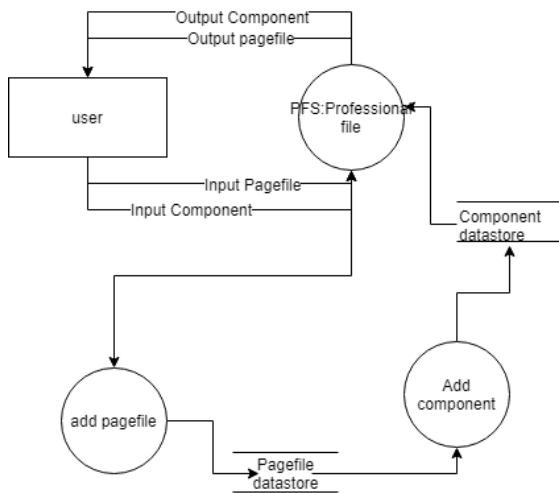 Output Component
Output pagefile
user
PFS:Professional
file
Input Pagefile
Input Component
Component
datastore
Add
component
add pagefile
Pagefile
datastore